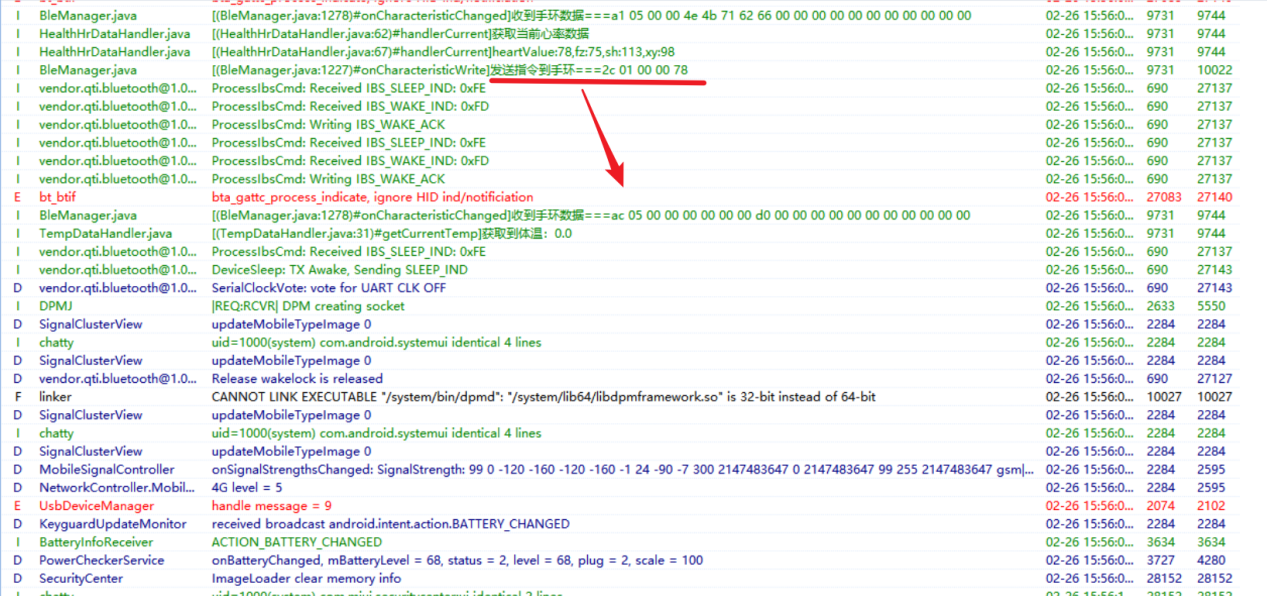 I BleManager.java [(BleManager.java:1278)#onCharacteristicChanged]收到手环数据===a1 05 00 00 4e 4b 71 62 66 00 00 00 00 00 00 00 00 00 00 00 02-26 15:56:0... 9731 9744
I HealthHrDataHandler.java [(HealthHrDataHandler.java:62)#handlerCurrent]获取当前心率数据 02-26 15:56:0... 9731 9744
I HealthHrDataHandler.java [(HealthHrDataHandler.java:67)#handlerCurrent]heartValue:78,fz:75,sh:113,xy:98 02-26 15:56:0... 9731 9744
I BleManager.java [(BleManager.java:1227)#onCharacteristicWrite]发送指令到手环===2c 01 00 00 78 02-26 15:56:0... 9731 10022
I vendor.qti.bluetooth@1.0... ProcessIbsCmd: Received IBS_SLEEP_IND: 0xFE 02-26 15:56:0... 690 27137
I vendor.qti.bluetooth@1.0... ProcessIbsCmd: Received IBS_WAKE_IND: 0xFD 02-26 15:56:0... 690 27137
I vendor.qti.bluetooth@1.0... ProcessIbsCmd: Writing IBS_WAKE_ACK 02-26 15:56:0... 690 27137
I vendor.qti.bluetooth@1.0... ProcessIbsCmd: Received IBS_SLEEP_IND: 0xFE 02-26 15:56:0... 690 27137
I vendor.qti.bluetooth@1.0... ProcessIbsCmd: Received IBS_WAKE_IND: 0xFD 02-26 15:56:0... 690 27137
I vendor.qti.bluetooth@1.0... ProcessIbsCmd: Writing IBS_WAKE_ACK 02-26 15:56:0... 690 27137
E bt_btif bta_gattc_process_indicate, ignore HID ind/notificiation 02-26 15:56:0... 27083 27140
I BleManager.java [(BleManager.java:1278)#onCharacteristicChanged]收到手环数据===ac 05 00 00 00 00 00 00 d0 00 00 00 00 00 00 00 00 00 00 00 02-26 15:56:0... 9731 9744
I TempDataHandler.java [(TempDataHandler.java:31)#getCurrentTemp]获取到体温：0.0 02-26 15:56:0... 9731 9744
I vendor.qti.bluetooth@1.0... ProcessIbsCmd: Received IBS_SLEEP_IND: 0xFE 02-26 15:56:0... 690 27137
I vendor.qti.bluetooth@1.0... DeviceSleep: TX Awake, Sending SLEEP_IND 02-26 15:56:0... 690 27143
D vendor.qti.bluetooth@1.0... SerialClockVote: vote for UART CLK OFF 02-26 15:56:0... 690 27143
I DPMJ |REQ:RCVR| DPM creating socket 02-26 15:56:0... 2633 5550
D SignalClusterView updateMobileTypeImage 0 02-26 15:56:0... 2284 2284
I chatty uid=1000(system) com.android.systemui identical 4 lines 02-26 15:56:0... 2284 2284
D SignalClusterView updateMobileTypeImage 0 02-26 15:56:0... 2284 2284
D vendor.qti.bluetooth@1.0... Release wakelock is released 02-26 15:56:0... 690 27127
F linker CANNOT LINK EXECUTABLE "/system/bin/dpmd": "/system/lib64/libdpmframework.so" is 32-bit instead of 64-bit 02-26 15:56:0... 10027 10027
D SignalClusterView updateMobileTypeImage 0 02-26 15:56:0... 2284 2284
I chatty uid=1000(system) com.android.systemui identical 4 lines 02-26 15:56:0... 2284 2284
D SignalClusterView updateMobileTypeImage 0 02-26 15:56:0... 2284 2284
D MobileSignalController onSignalStrengthsChanged: SignalStrength: 99 0 -120 -160 -120 -160 -1 24 -90 -7 300 2147483647 0 2147483647 99 255 2147483647 gsm|... 02-26 15:56:0... 2284 2595
D NetworkController.Mobil... 4G level = 5 02-26 15:56:0... 2284 2595
E UsbDeviceManager handle message = 9 02-26 15:56:0... 2074 2102
D KeyguardUpdateMonitor received broadcast android.intent.action.BATTERY_CHANGED 02-26 15:56:0... 2284 2284
I BatteryInfoReceiver ACTION_BATTERY_CHANGED 02-26 15:56:0... 3634 3634
D PowerCheckerService onBatteryChanged, mBatteryLevel = 68, status = 2, level = 68, plug = 2, scale = 100 02-26 15:56:0... 3727 4280
D SecurityCenter ImageLoader clear memory info 02-26 15:56:0... 28152 28152